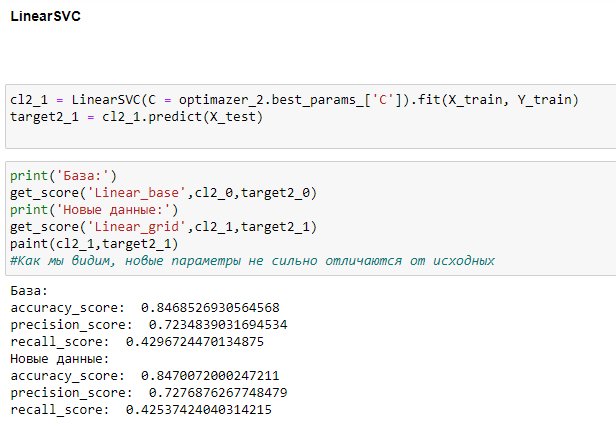 LinearSVC
cl2_1 = LinearSVC(C = optimazer_2.best_params_['C']).fit(X_train, Y_train)
target2_1 = cl2_1.predict(X_test)
print('База:')
get_score('Linear_base',cl2_0,target2_0)
print('Новые данные:')
get_score('Linear_grid',cl2_1,target2_1)
paint(cl2_1,target2_1)
#Как мы видим, новые параметры не сильно отличаются от исходных
База:
accuracy_score:  0.8468526930564568
precision_score:  0.7234839031694534
recall_score:  0.4296724470134875
Новые данные:
accuracy_score:  0.8470072000247211
precision_score:  0.7276876267748479
recall_score:  0.42537424040314215